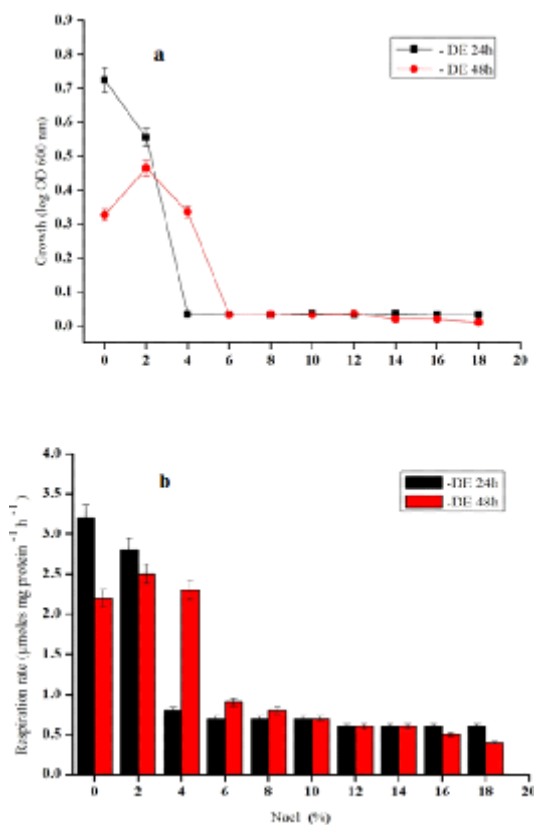 a
- DE 24h
- DE 48h
Growth (log OD 600 nm)
0.9
0.8
0.7
0.6
0.5
0.4
0.3
0.2
0.1
0.0
0 2 4 6 8 10 12 14 16 18 20
b
-DE 24h
-DE 48h
Respiration rate (µmoles mg protein⁻¹ h⁻¹)
4.0
3.5
3.0
2.5
2.0
1.5
1.0
0.5
0.0
0 2 4 6 8 10 12 14 16 18 20
Nacl (%)